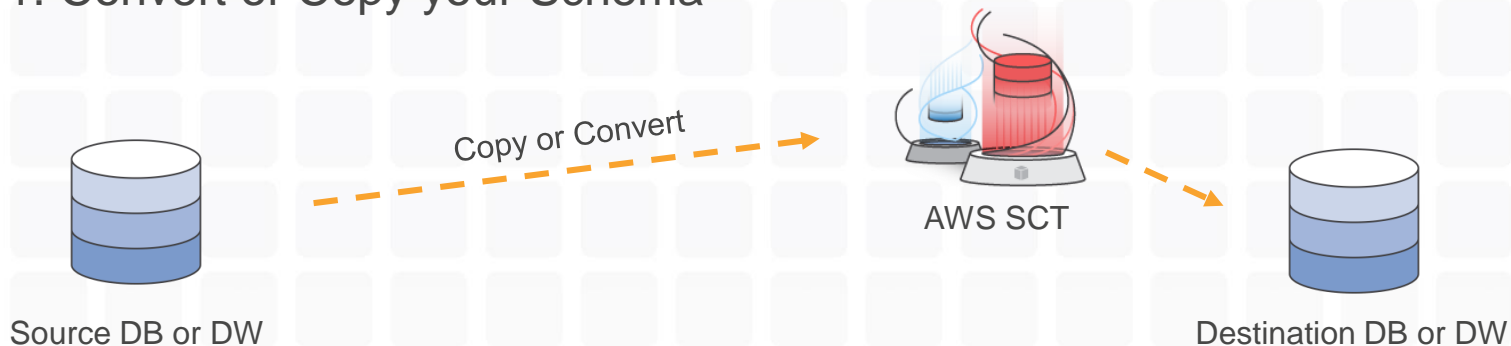 1. Convert or Copy your Schema
Copy or Convert
AWS SCT
Source DB or DW
Destination DB or DW